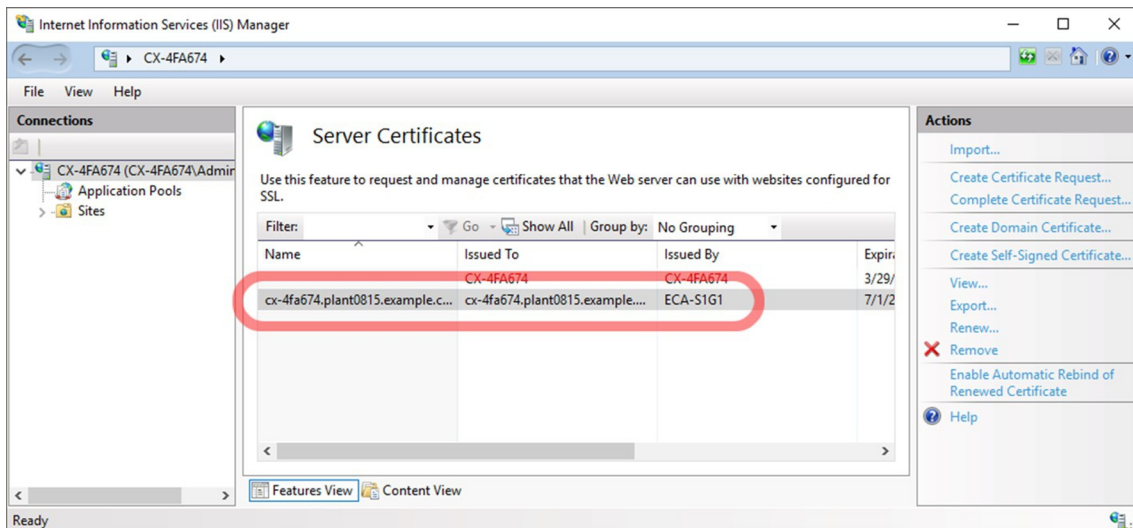 Internet Information Services (IIS) Manager
CX-4FA674
File View Help
Connections
CX-4FA674 (CX-4FA674\Admin
Application Pools
Sites
Server Certificates
Use this feature to request and manage certificates that the Web server can use with websites configured for
SSL.
Filter: Go Show All Group by: No Grouping
Name Issued To Issued By Expira
CX-4FA674 CX-4FA674 3/29/
cx-4fa674.plant0815.example.c... cx-4fa674.plant0815.example.... ECA-S1G1 7/1/2
Features View Content View
Actions
Import...
Create Certificate Request...
Complete Certificate Request...
Create Domain Certificate...
Create Self-Signed Certificate...
View...
Export...
Renew...
Remove
Enable Automatic Rebind of
Renewed Certificate
Help
Ready